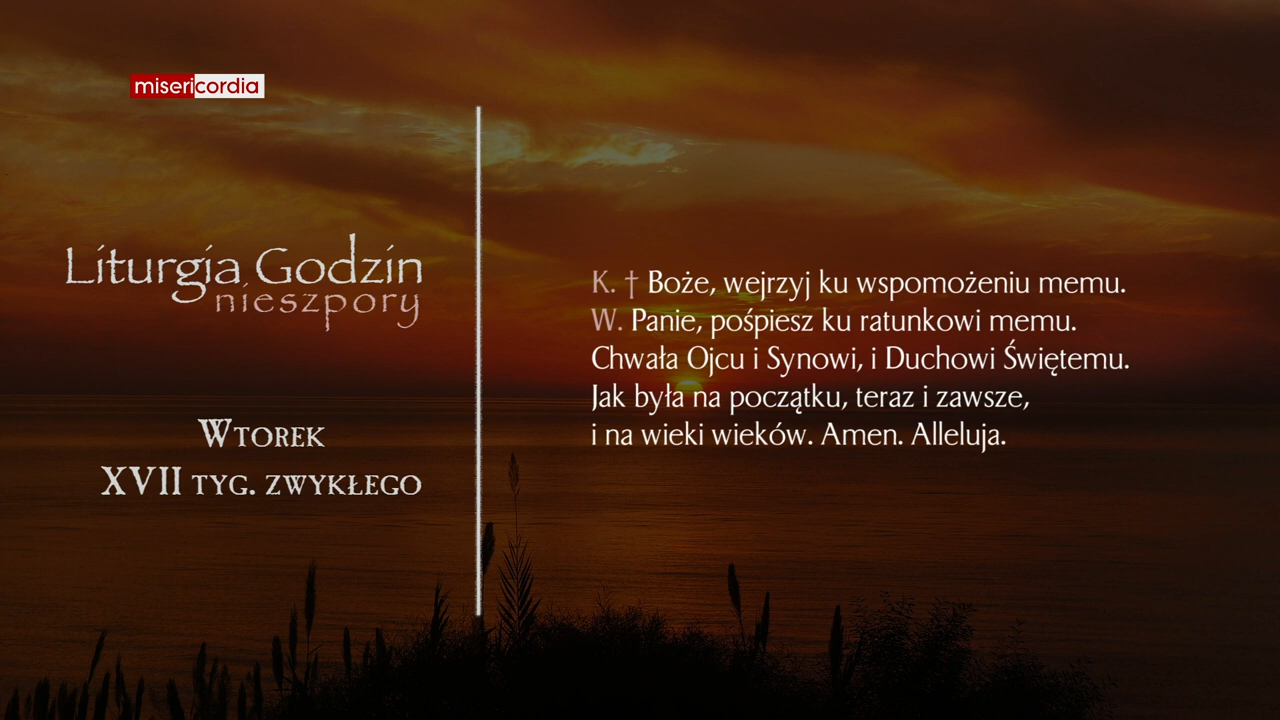 misericordia
Liturgia Godzin
nieszpory
Wtorek
XVII tyg. zwykłego
K. † Boże, wejrzyj ku wspomożeniu memu.
W. Panie, pośpiesz ku ratunkowi memu.
Chwała Ojcu i Synowi, i Duchowi Świętemu.
Jak była na początku, teraz i zawsze,
i na wieki wieków. Amen. Alleluja.